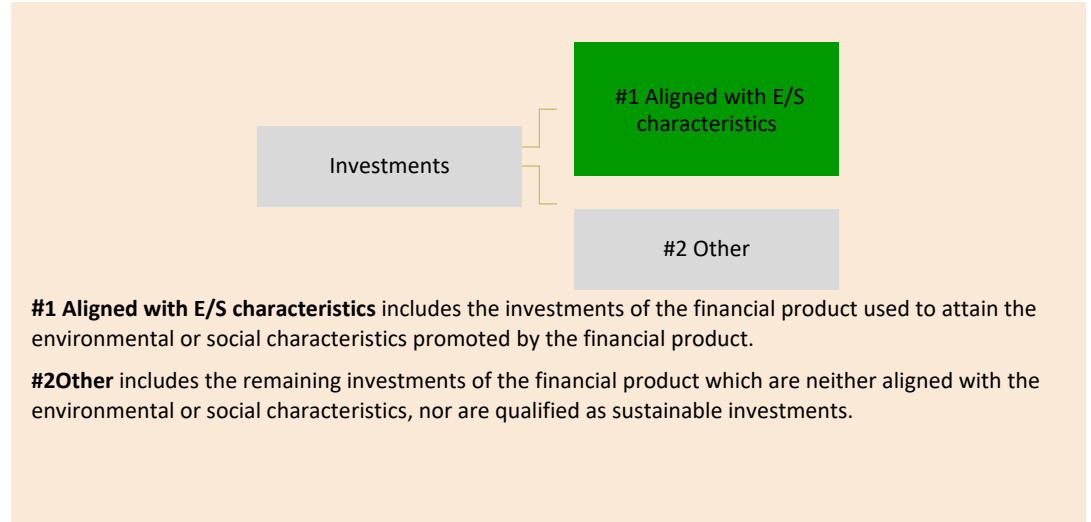 #1 Aligned with E/S
characteristics
Investments
#2 Other
#1 Aligned with E/S characteristics includes the investments of the financial product used to attain the
environmental or social characteristics promoted by the financial product.
#2Other includes the remaining investments of the financial product which are neither aligned with the
environmental or social characteristics, nor are qualified as sustainable investments.